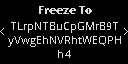 Freeze To
TLrpNTBuCpGMrB9T
yVwgEhNVRhtWEQPH
h4